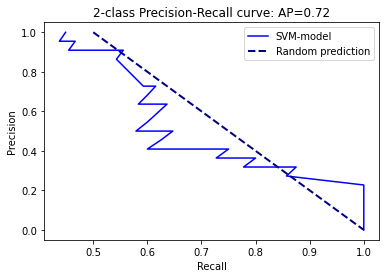 2-class Precision-Recall curve: AP=0.72
SVM-model
Random prediction
1.0
0.8
0.6
0.4
0.2
0.0
Precision
0.5
0.6
0.7
0.8
0.9
1.0
Recall